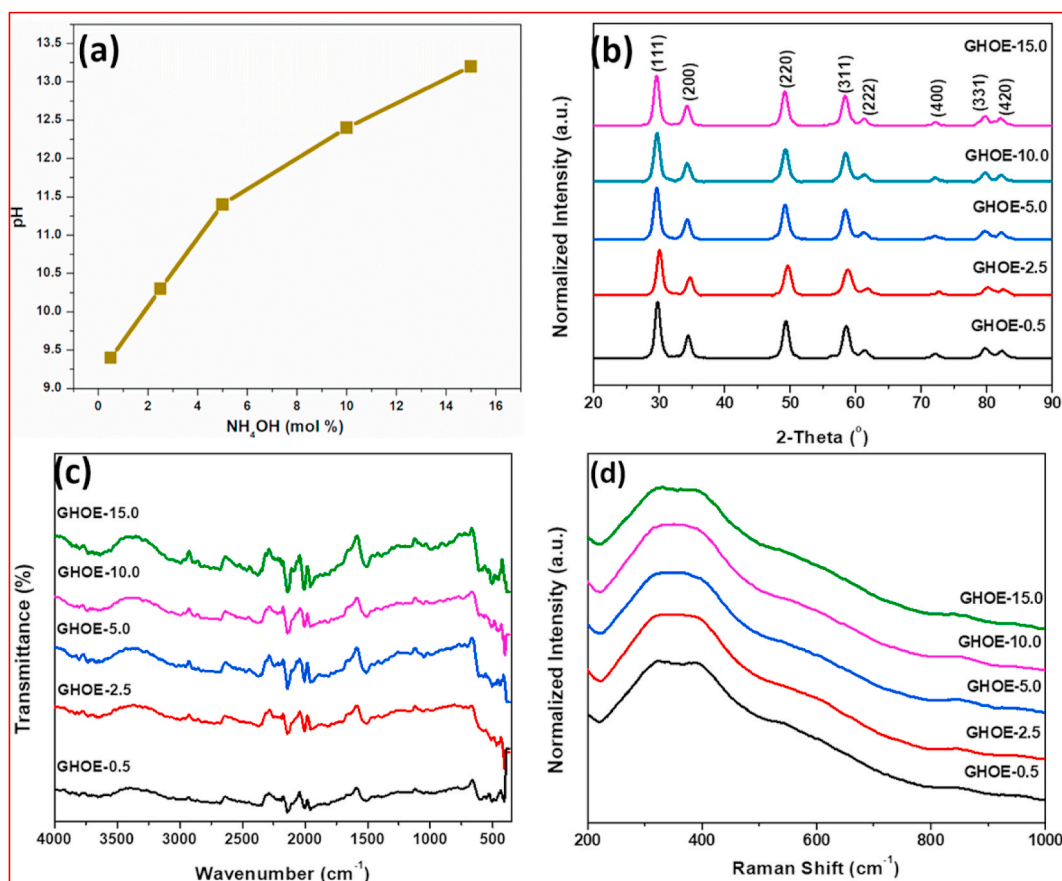 (a)
13.5
13.0
12.5
12.0
11.5
11.0
10.5
10.0
9.5
9.0
pH
0 2 4 6 8 10 12 14 16
NH4OH (mol %)
(b)
GHOE-15.0
(111)
(200)
(220)
(311)
(222)
(400)
(331)
(420)
GHOE-10.0
GHOE-5.0
GHOE-2.5
GHOE-0.5
Normalized Intensity (a.u.)
20 30 40 50 60 70 80 90
2-Theta (o)
(c)
GHOE-15.0
GHOE-10.0
GHOE-5.0
GHOE-2.5
GHOE-0.5
Transmittance (%)
4000 3500 3000 2500 2000 1500 1000 500
Wavenumber (cm-1)
(d)
GHOE-15.0
GHOE-10.0
GHOE-5.0
GHOE-2.5
GHOE-0.5
Normalized Intensity (a.u.)
200 400 600 800 1000
Raman Shift (cm-1)